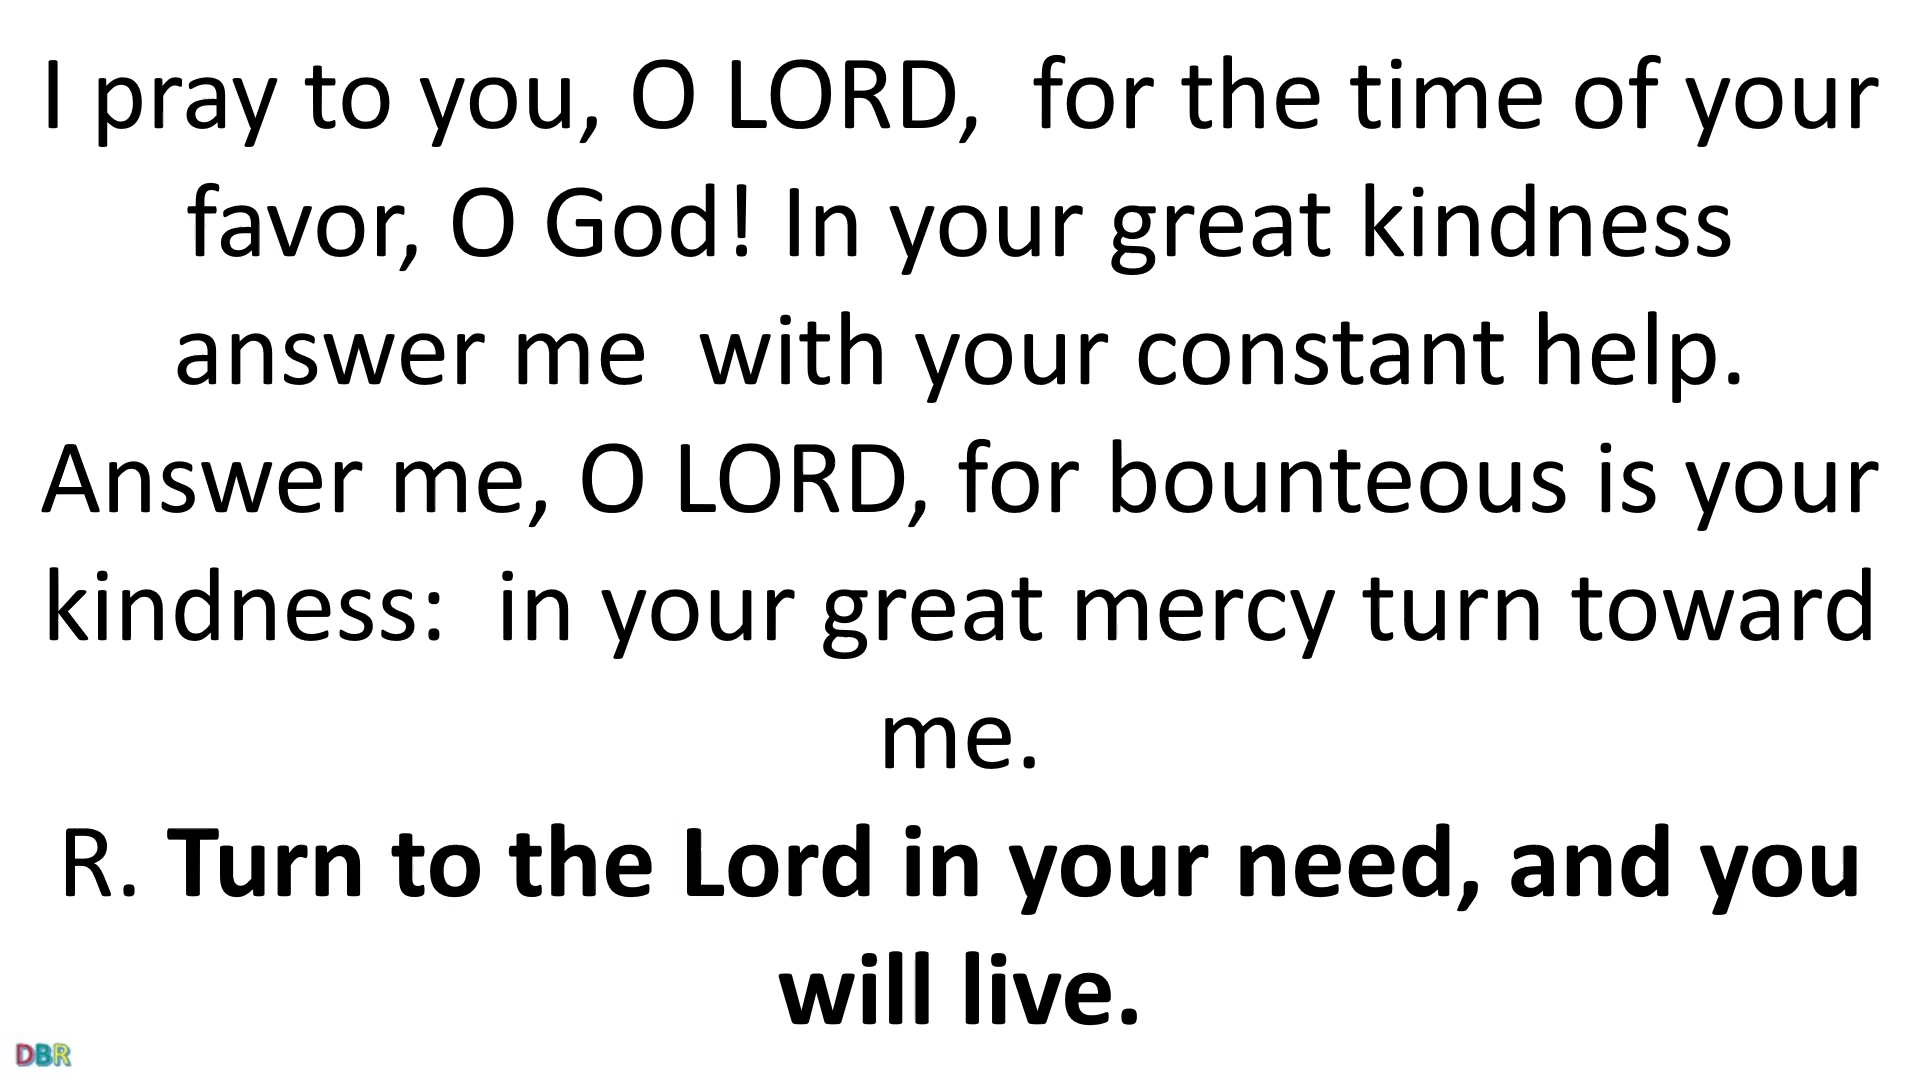 I pray to you, O LORD,  for the time of your
favor, O God! In your great kindness
answer me  with your constant help.
Answer me, O LORD, for bounteous is your
kindness:  in your great mercy turn toward
me.
R. Turn to the Lord in your need, and you
will live.
DBR